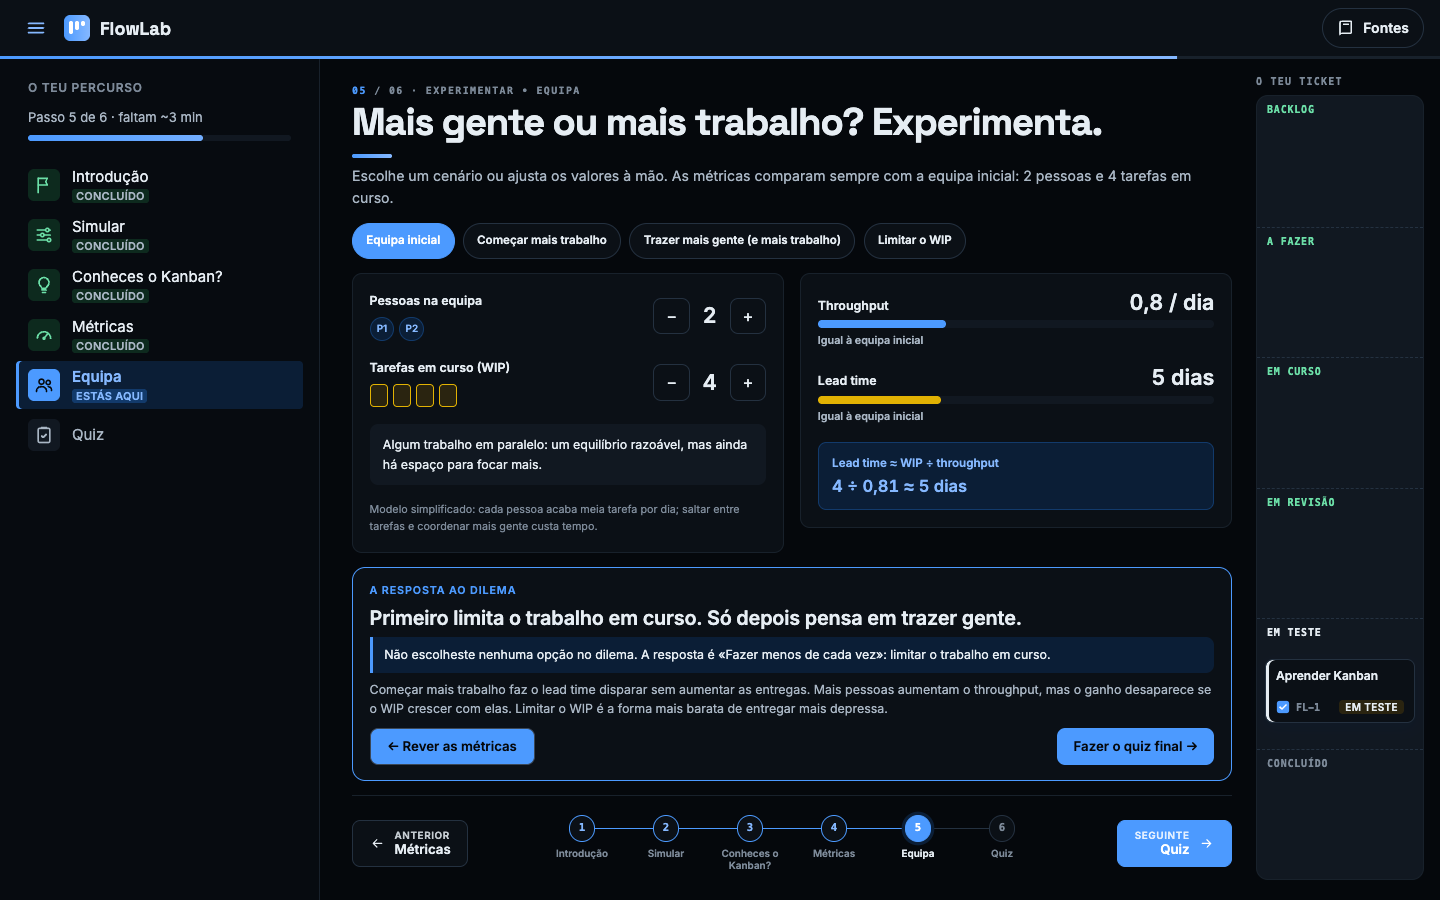 FlowLab
Fontes
O TEU PERCURSO
Passo 5 de 6 · faltam ~3 min
Introdução
CONCLUÍDO
Simular
CONCLUÍDO
Conheces o Kanban?
CONCLUÍDO
Métricas
CONCLUÍDO
Equipa
ESTÁS AQUI
Quiz
05 / 06 · EXPERIMENTAR • EQUIPA
Mais gente ou mais trabalho? Experimenta.
Escolhe um cenário ou ajusta os valores à mão. As métricas comparam sempre com a equipa inicial: 2 pessoas e 4 tarefas em
curso.
Equipa inicial
Começar mais trabalho
Trazer mais gente (e mais trabalho)
Limitar o WIP
Pessoas na equipa
P1 P2
− 2 +
Tarefas em curso (WIP)
− 4 +
Algum trabalho em paralelo: um equilíbrio razoável, mas ainda
há espaço para focar mais.
Modelo simplificado: cada pessoa acaba meia tarefa por dia; saltar entre
tarefas e coordenar mais gente custa tempo.
Throughput 0,8 / dia
Igual à equipa inicial
Lead time 5 dias
Igual à equipa inicial
Lead time ≈ WIP ÷ throughput
4 ÷ 0,81 ≈ 5 dias
A RESPOSTA AO DILEMA
Primeiro limita o trabalho em curso. Só depois pensa em trazer gente.
Não escolheste nenhuma opção no dilema. A resposta é «Fazer menos de cada vez»: limitar o trabalho em curso.
Começar mais trabalho faz o lead time disparar sem aumentar as entregas. Mais pessoas aumentam o throughput, mas o ganho desaparece se
o WIP crescer com elas. Limitar o WIP é a forma mais barata de entregar mais depressa.
← Rever as métricas
Fazer o quiz final →
← ANTERIOR
Métricas
1 2 3 4 5 6
Introdução Simular Conheces o Métricas Equipa Quiz
Kanban?
SEGUINTE
Quiz →
O TEU TICKET
BACKLOG
A FAZER
EM CURSO
EM REVISÃO
EM TESTE
Aprender Kanban
FL-1 EM TESTE
CONCLUÍDO